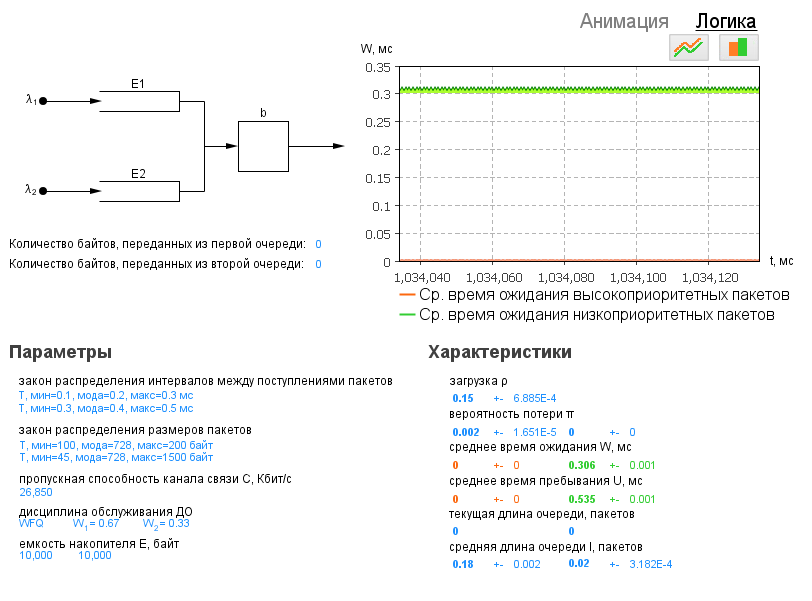 Анимация Логика
W, мс
0.35
0.3
0.25
0.2
0.15
0.1
0.05
0
1,034,040 1,034,060 1,034,080 1,034,100 1,034,120
t, мс
Ср. время ожидания высокоприоритетных пакетов
Ср. время ожидания низкоприоритетных пакетов
E1
λ1
b
E2
λ2
Количество байтов, переданных из первой очереди: 0
Количество байтов, переданных из второй очереди: 0
Параметры
закон распределения интервалов между поступлениями пакетов
T, мин=0.1, мода=0.2, макс=0.3 мс
T, мин=0.3, мода=0.4, макс=0.5 мс
закон распределения размеров пакетов
T, мин=100, мода=728, макс=200 байт
T, мин=45, мода=728, макс=1500 байт
пропускная способность канала связи С, Кбит/с
26,850
дисциплина обслуживания ДО
WFQ W1= 0.67 W2= 0.33
емкость накопителя E, байт
10,000 10,000
Характеристики
загрузка ρ
0.15 +- 6.885E-4
вероятность потери π
0.002 +- 1.651E-5 0 +- 0
среднее время ожидания W, мс
0 +- 0 0.306 +- 0.001
среднее время пребывания U, мс
0 +- 0 0.535 +- 0.001
текущая длина очереди, пакетов
0 0
средняя длина очереди l, пакетов
0.18 +- 0.002 0.02 +- 3.182E-4